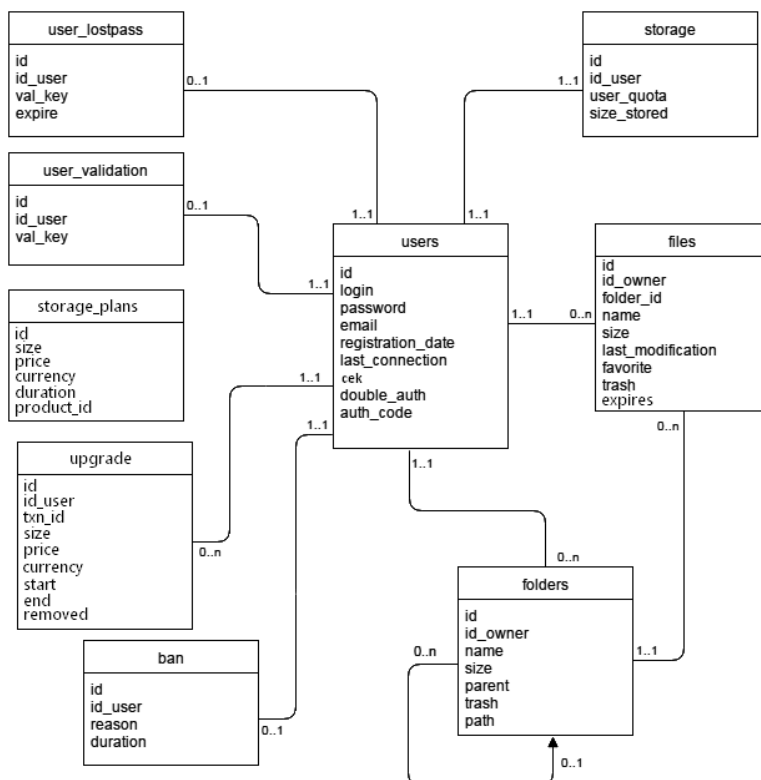 user_lostpass
id
id_user
val_key
expire
0..1
storage
id
id_user
user_quota
size_stored
1..1
user_validation
id
id_user
val_key
0..1
1..1
1..1
1..1
users
id
login
password
email
registration_date
last_connection
cek
double_auth
auth_code
1..1
0..n
files
id
id_owner
folder_id
name
size
last_modification
favorite
trash
expires
0..n
storage_plans
id
size
price
currency
duration
product_id
1..1
1..1
1..1
upgrade
id
id_user
txn_id
size
price
currency
start
end
removed
0..n
0..n
folders
id
id_owner
name
size
parent
trash
path
0..n
1..1
0..1
ban
id
id_user
reason
duration
0..1